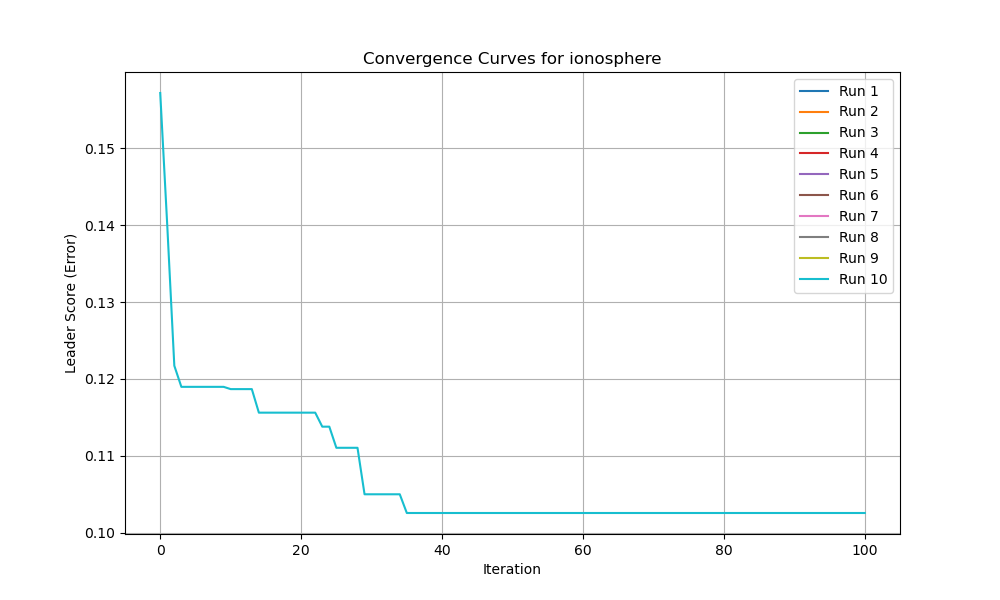 Convergence Curves for ionosphere
Leader Score (Error)
0.15
0.14
0.13
0.12
0.11
0.10
0 20 40 60 80 100
Iteration
Run 1
Run 2
Run 3
Run 4
Run 5
Run 6
Run 7
Run 8
Run 9
Run 10